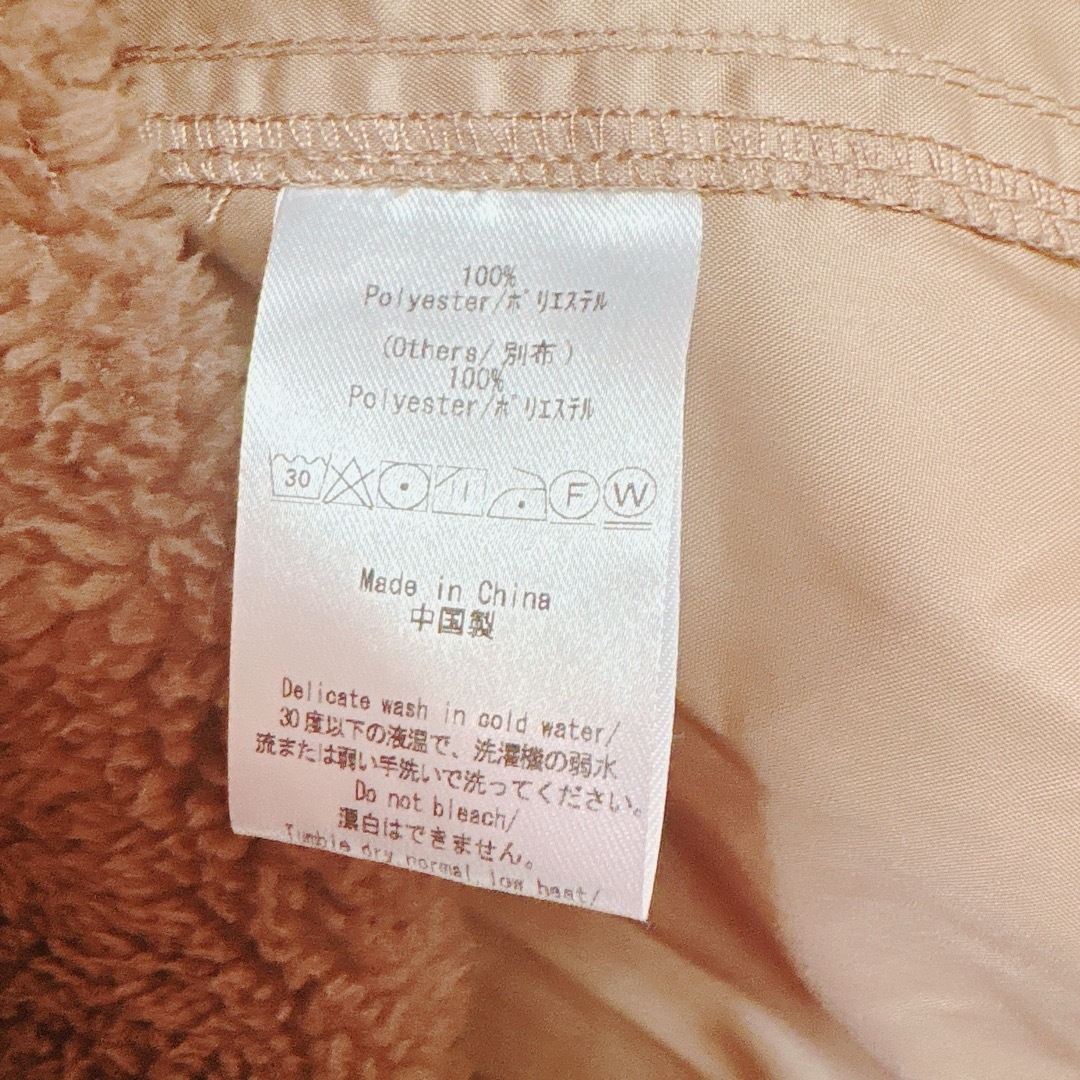 100%
Polyester/ポリエステル
(Others/ 別布 )
100%
Polyester/ポリエステル
30 F W
Made in China
中国製
Delicate wash in cold water/
30度以下の液温で、洗濯機の弱水
流または弱い手洗いで洗ってください。
Do not bleach/
漂白はできません。
Tumble dry,normal,low heat/